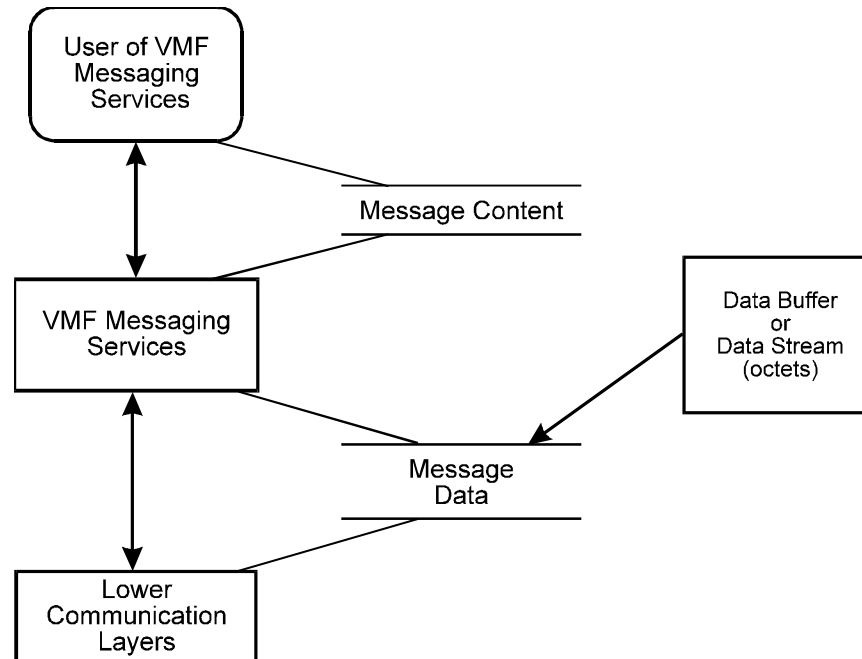 User of VMF
Messaging
Services
Message Content
VMF Messaging
Services
Data Buffer
or
Data Stream
(octets)
Message
Data
Lower
Communication
Layers